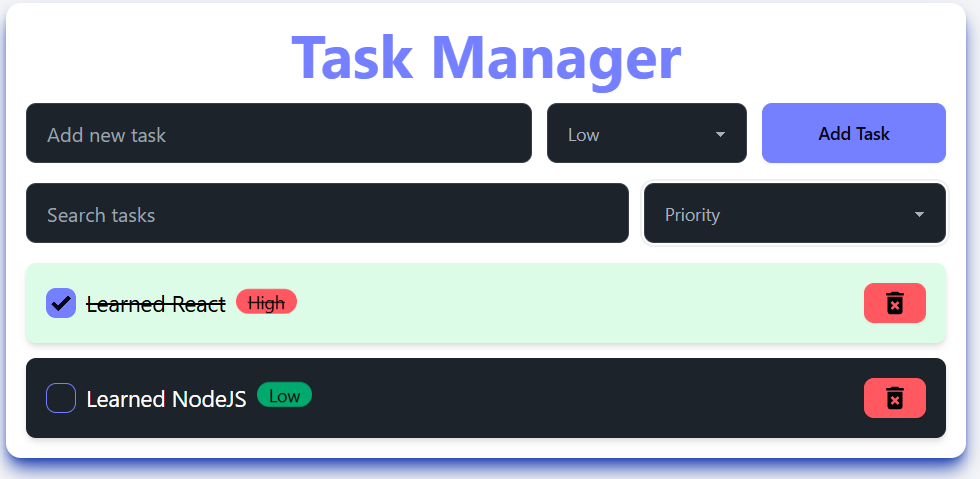 Task Manager
Add new task Low Add Task
Search tasks Priority
Learned React High
Learned NodeJS Low